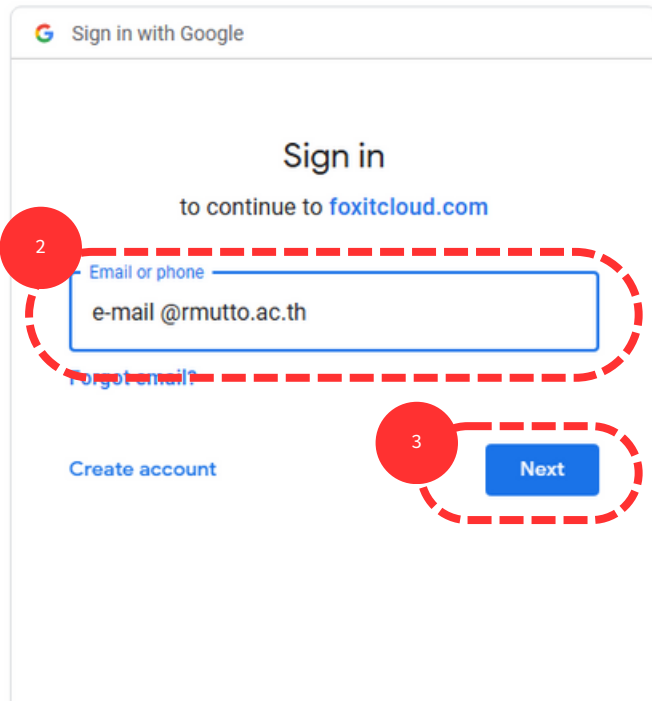 Sign in with Google
Sign in
to continue to foxitcloud.com
2
Email or phone
e-mail @rmutto.ac.th
Forgot email?
3
Create account
Next